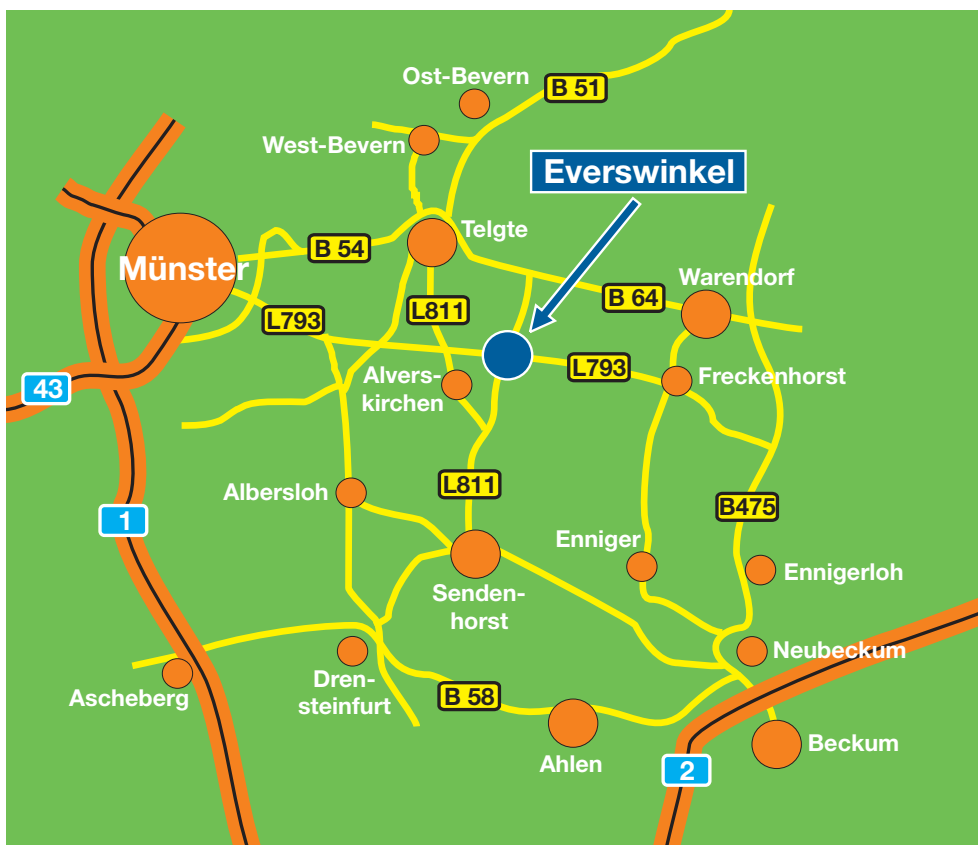 Ost-Bevern
B 51
West-Bevern
Everswinkel
Telgte
B 54
Münster
Warendorf
B 64
L811
L793
L793
Alvers-
kirchen
Freckenhorst
43
Albersloh
L811
B475
1
Enniger
Ennigerloh
Senden-
horst
Neubeckum
Dren-
steinfurt
Ascheberg
B 58
Beckum
Ahlen
2